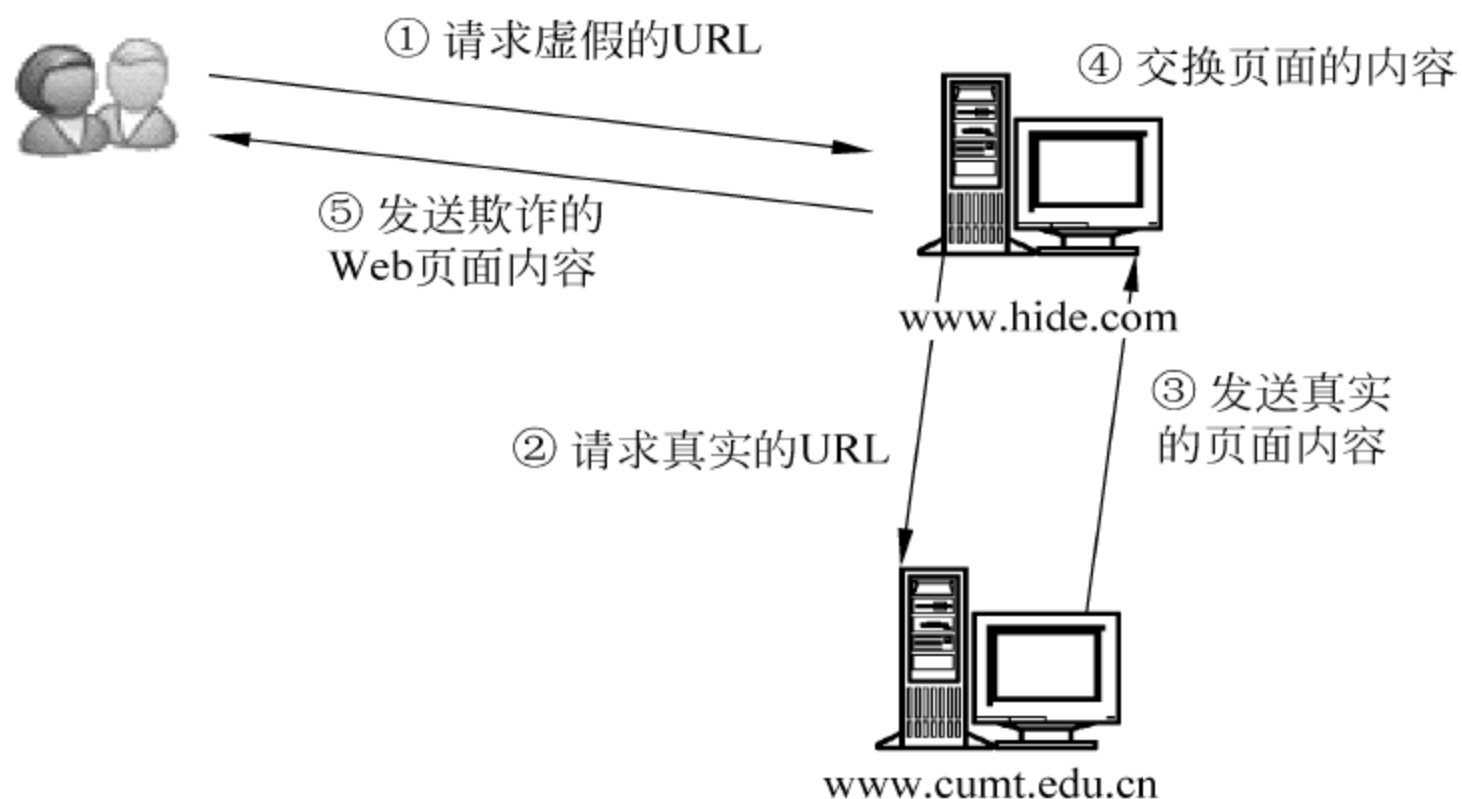 ① 请求虚假的URL
④ 交换页面的内容
⑤ 发送欺诈的
Web页面内容
www.hide.com
③ 发送真实
的页面内容
② 请求真实的URL
www.cumt.edu.cn